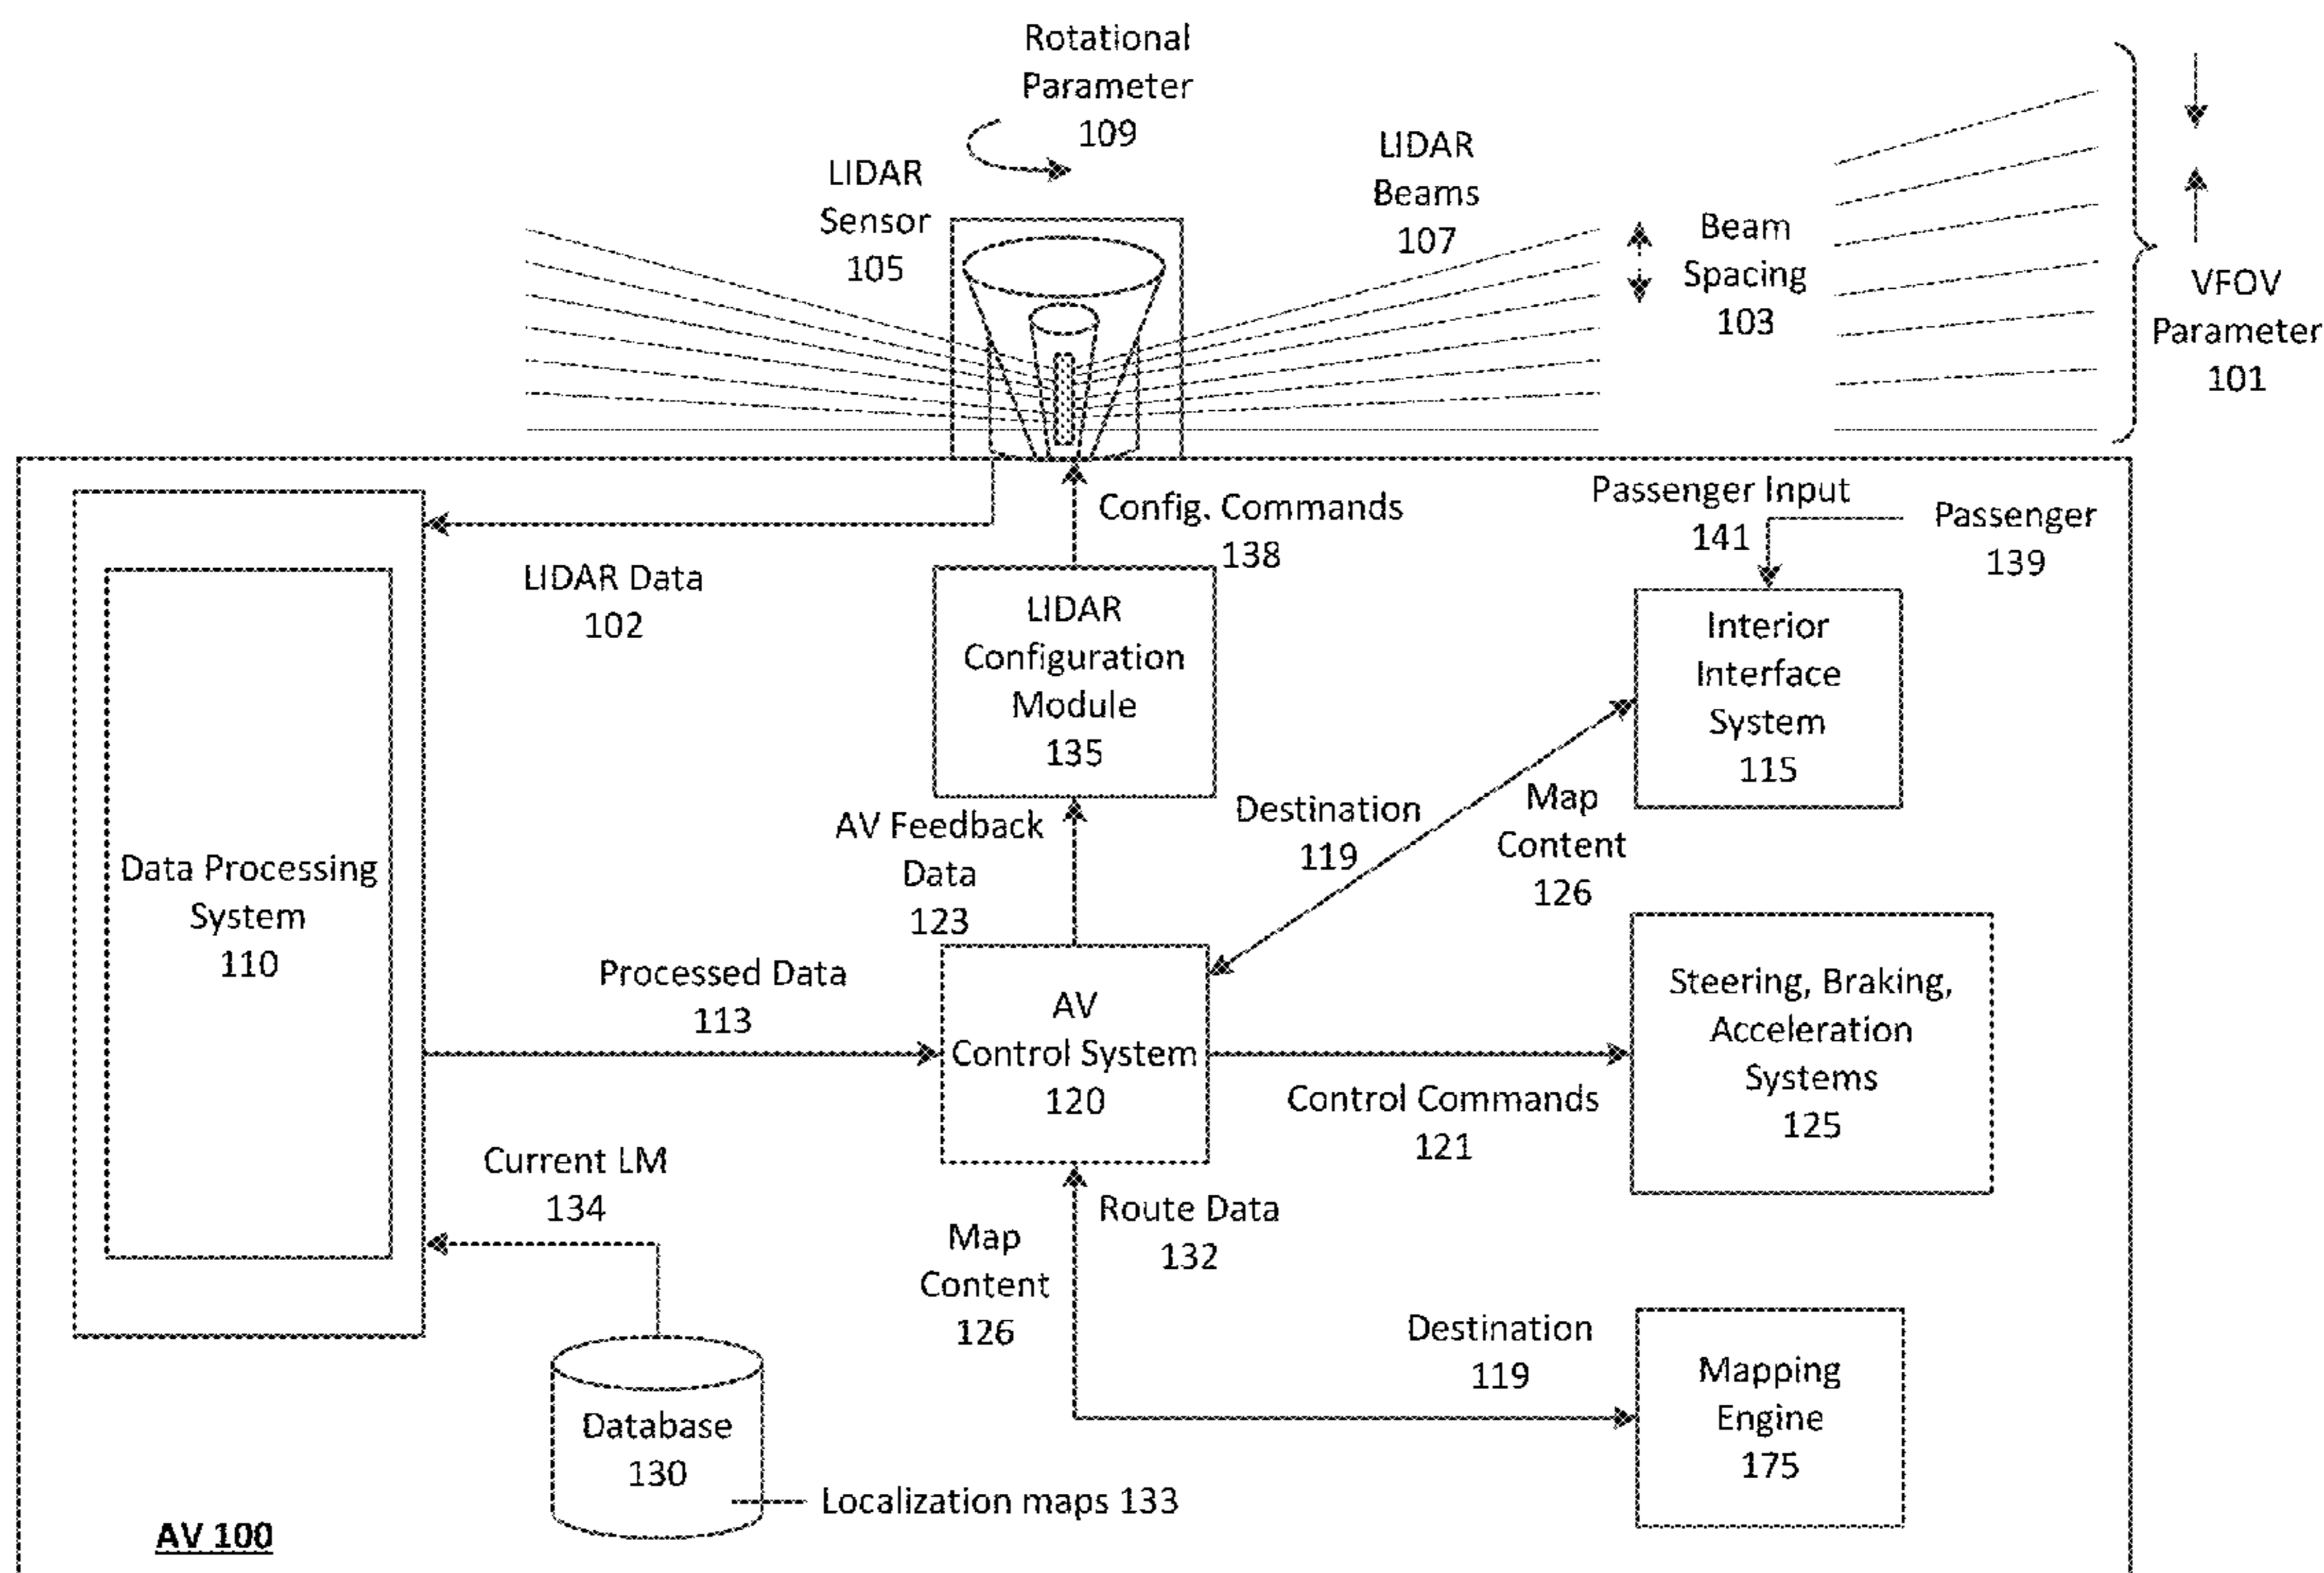 Rotational
Parameter
109
LIDAR
Sensor
105
LIDAR
Beams
107
Beam
Spacing
103
VFOV
Parameter
101
Config. Commands
138
Passenger Input
141
Passenger
139
LIDAR Data
102
LIDAR
Configuration
Module
135
Interior
Interface
System
115
AV Feedback
Data
123
Destination
119
Map
Content
126
Data Processing
System
110
Processed Data
113
AV
Control System
120
Control Commands
121
Steering, Braking,
Acceleration
Systems
125
Current LM
134
Map
Content
126
Route Data
132
Destination
119
Mapping
Engine
175
Database
130
Localization maps 133
AV 100